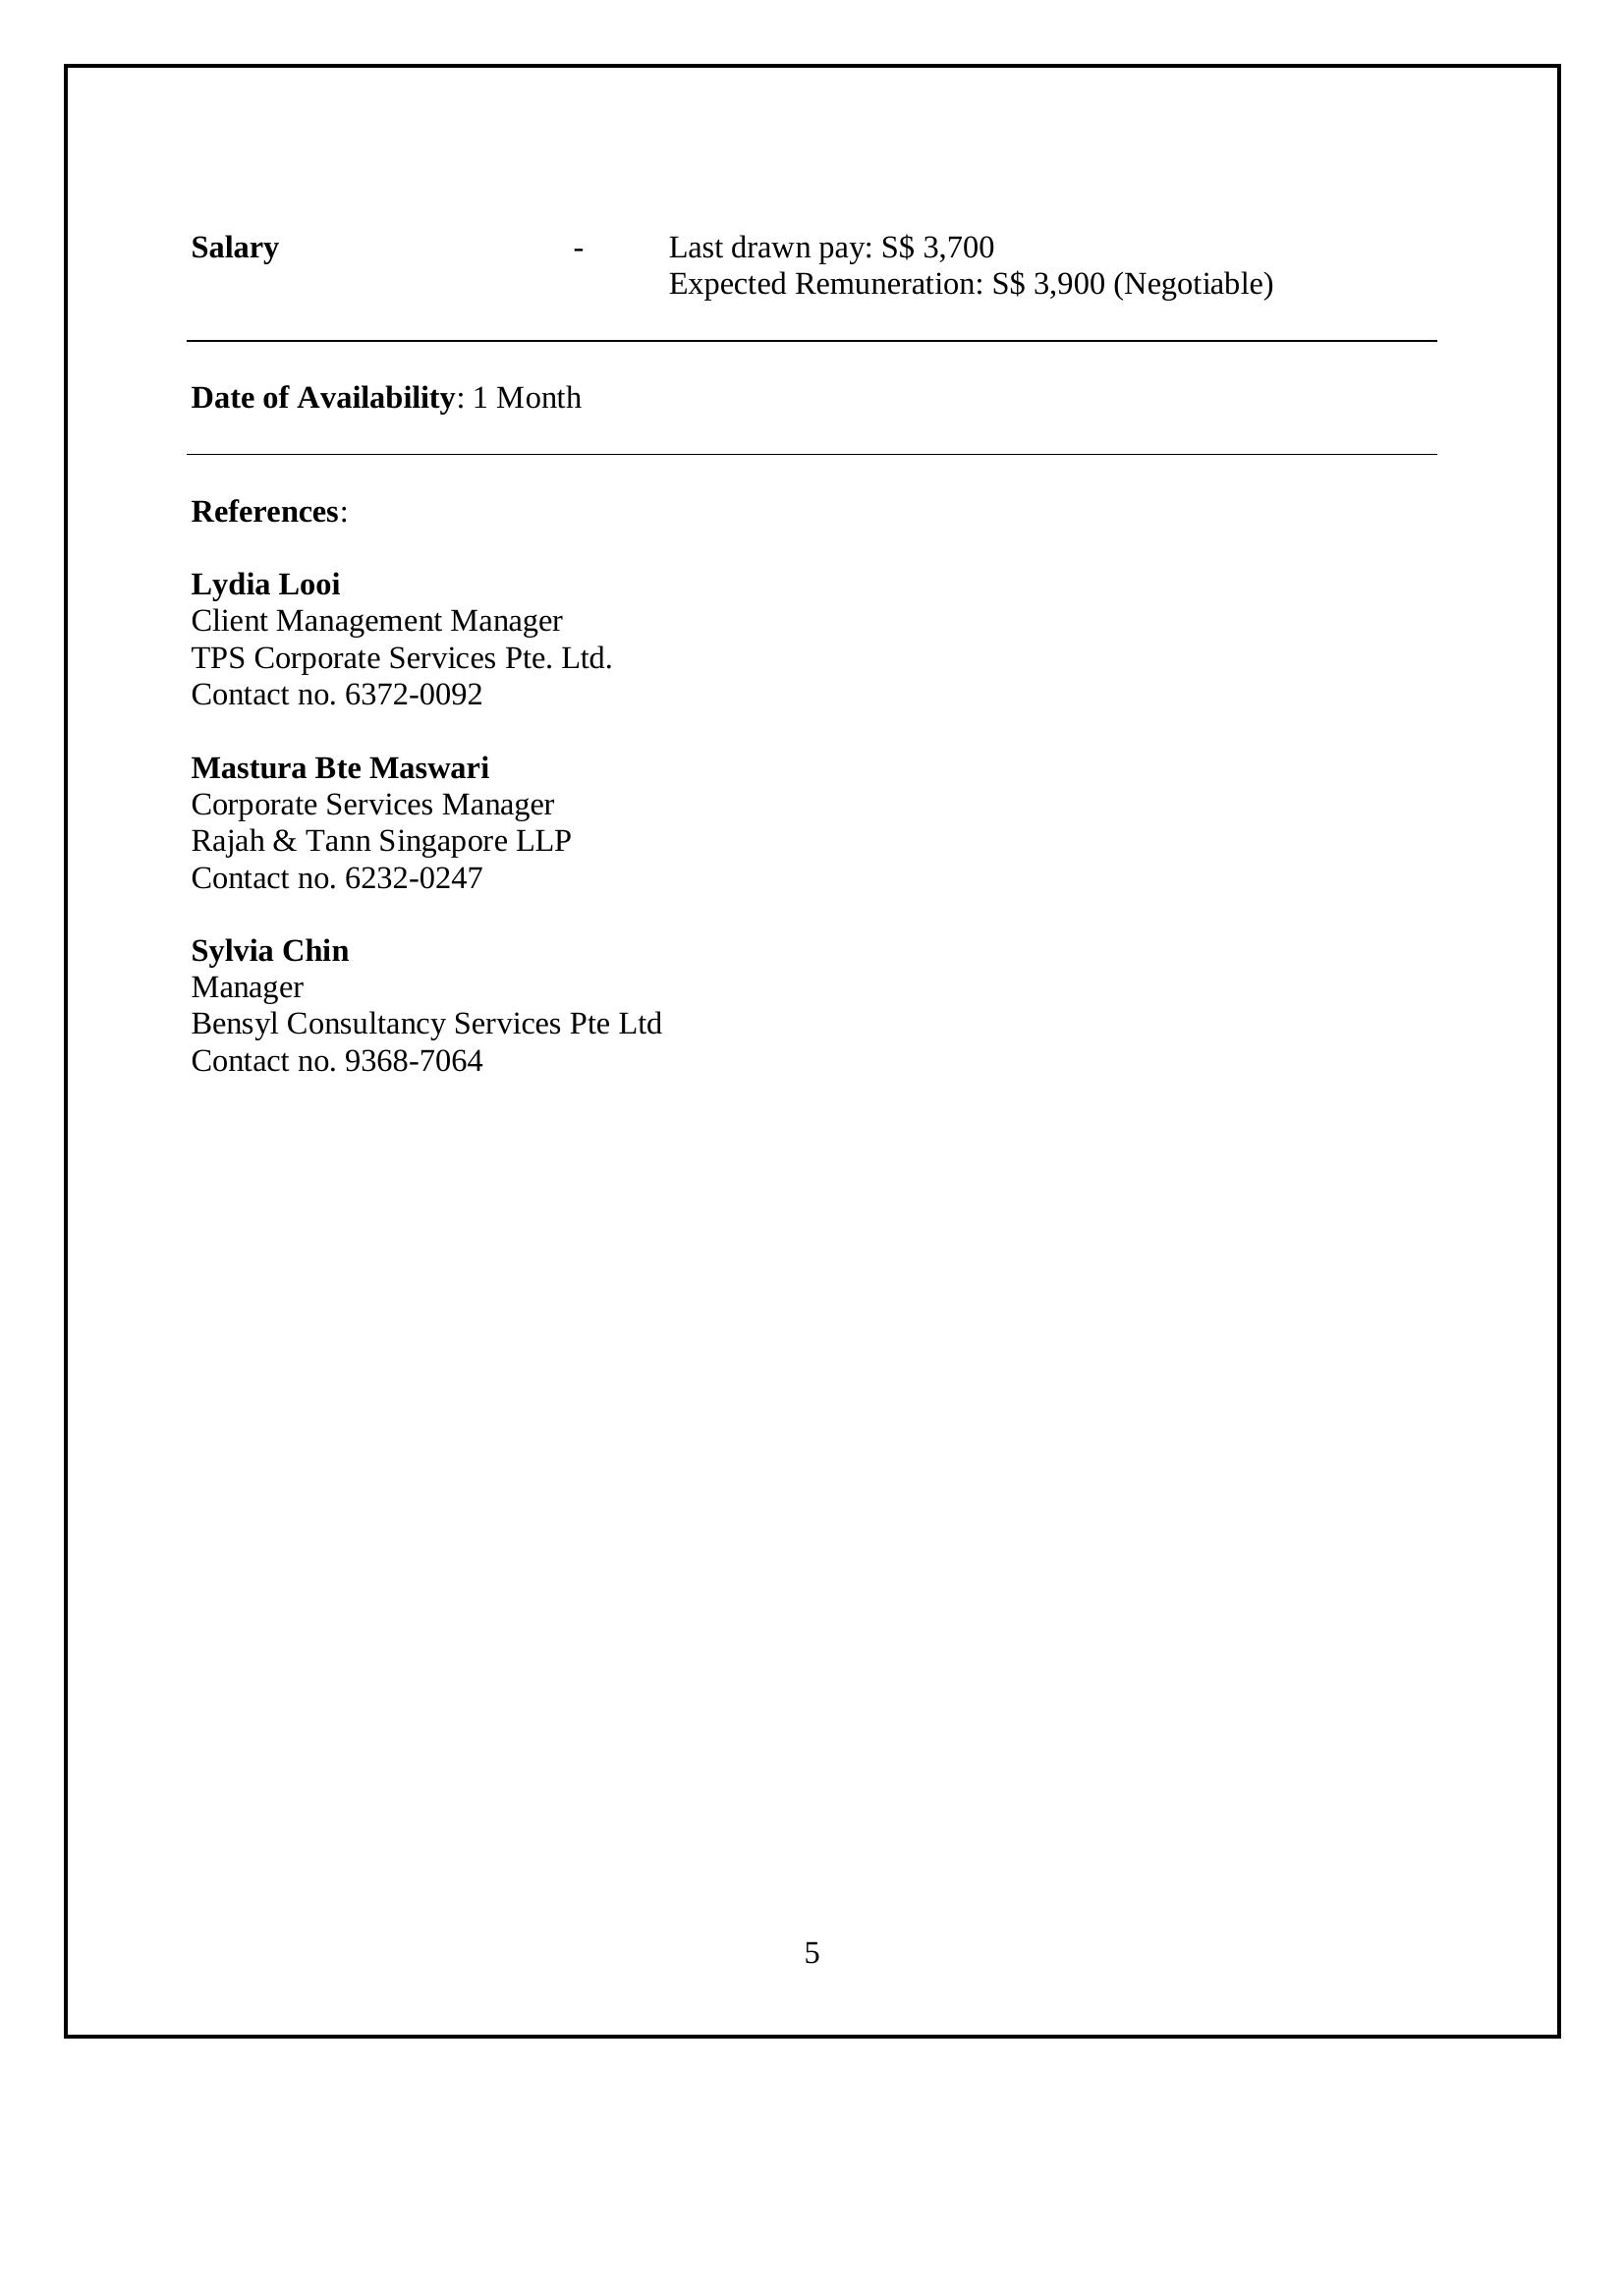 Salary - Last drawn pay: S$ 3,700
Expected Remuneration: S$ 3,900 (Negotiable)
Date of Availability: 1 Month
References:
Lydia Looi
Client Management Manager
TPS Corporate Services Pte. Ltd.
Contact no. 6372-0092
Mastura Bte Maswari
Corporate Services Manager
Rajah & Tann Singapore LLP
Contact no. 6232-0247
Sylvia Chin
Manager
Bensyl Consultancy Services Pte Ltd
Contact no. 9368-7064
5